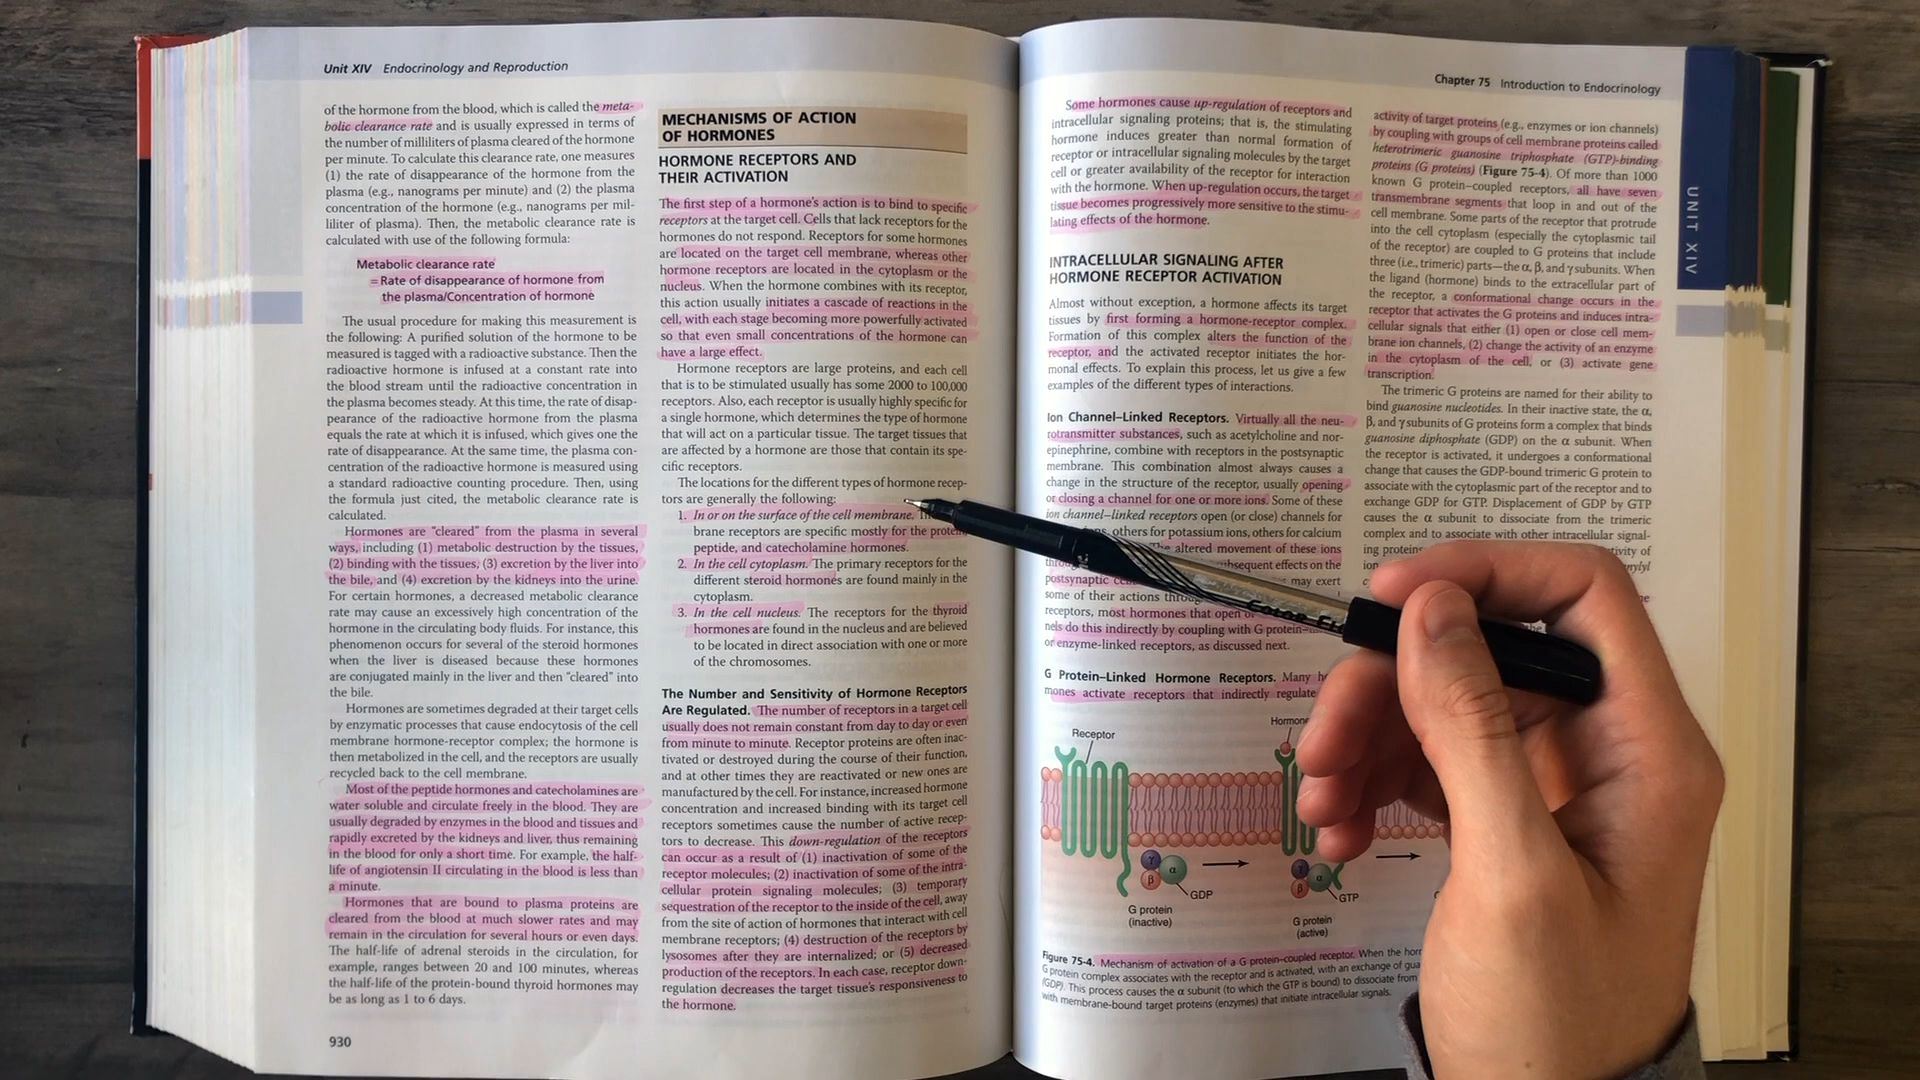 Unit XIV Endocrinology and Reproduction
of the hormone from the blood, which is called the meta-
bolic clearance rate and is usually expressed in terms of
the number of milliliters of plasma cleared of the hormone
per minute. To calculate this clearance rate, one measures
(1) the rate of disappearance of the hormone from the
plasma (e.g., nanograms per minute) and (2) the plasma
concentration of the hormone (e.g., nanograms per mil-
liliter of plasma). Then, the metabolic clearance rate is
calculated with use of the following formula:
Metabolic clearance rate
= Rate of disappearance of hormone from
the plasma/Concentration of hormone
The usual procedure for making this measurement is
the following: A purified solution of the hormone to be
measured is tagged with a radioactive substance. Then the
radioactive hormone is infused at a constant rate into
the blood stream until the radioactive concentration in
the plasma becomes steady. At this time, the rate of disap-
pearance of the radioactive hormone from the plasma
equals the rate at which it is infused, which gives one the
rate of disappearance. At the same time, the plasma con-
centration of the radioactive hormone is measured using
a standard radioactive counting procedure. Then, using
the formula just cited, the metabolic clearance rate is
calculated.
Hormones are “cleared” from the plasma in several
ways, including (1) metabolic destruction by the tissues,
(2) binding with the tissues, (3) excretion by the liver into
the bile, and (4) excretion by the kidneys into the urine.
For certain hormones, a decreased metabolic clearance
rate may cause an excessively high concentration of the
hormone in the circulating body fluids. For instance, this
phenomenon occurs for several of the steroid hormones
when the liver is diseased because these hormones
are conjugated mainly in the liver and then “cleared” into
the bile.
Hormones are sometimes degraded at their target cells
by enzymatic processes that cause endocytosis of the cell
membrane hormone-receptor complex; the hormone is
then metabolized in the cell, and the receptors are usually
recycled back to the cell membrane.
Most of the peptide hormones and catecholamines are
water soluble and circulate freely in the blood. They are
usually degraded by enzymes in the blood and tissues and
rapidly excreted by the kidneys and liver, thus remaining
in the blood for only a short time. For example, the half-
life of angiotensin II circulating in the blood is less than
a minute.
Hormones that are bound to plasma proteins are
cleared from the blood at much slower rates and may
remain in the circulation for several hours or even days.
The half-life of adrenal steroids in the circulation, for
example, ranges between 20 and 100 minutes, whereas
the half-life of the protein-bound thyroid hormones may
be as long as 1 to 6 days.
930
MECHANISMS OF ACTION
OF HORMONES
HORMONE RECEPTORS AND
THEIR ACTIVATION
The first step of a hormone’s action is to bind to specific
receptors at the target cell. Cells that lack receptors for the
hormones do not respond. Receptors for some hormones
are located on the target cell membrane, whereas other
hormone receptors are located in the cytoplasm or the
nucleus. When the hormone combines with its receptor,
this action usually initiates a cascade of reactions in the
cell, with each stage becoming more powerfully activated
so that even small concentrations of the hormone can
have a large effect.
Hormone receptors are large proteins, and each cell
that is to be stimulated usually has some 2000 to 100,000
receptors. Also, each receptor is usually highly specific for
a single hormone, which determines the type of hormone
that will act on a particular tissue. The target tissues that
are affected by a hormone are those that contain its spe-
cific receptors.
The locations for the different types of hormone recep-
tors are generally the following:
1. In or on the surface of the cell membrane.
brane receptors are specific mostly for the protein,
peptide, and catecholamine hormones.
2. In the cell cytoplasm. The primary receptors for the
different steroid hormones are found mainly in the
cytoplasm.
3. In the cell nucleus. The receptors for the thyroid
hormones are found in the nucleus and are believed
to be located in direct association with one or more
of the chromosomes.
The Number and Sensitivity of Hormone Receptors
Are Regulated. The number of receptors in a target cell
usually does not remain constant from day to day or even
from minute to minute. Receptor proteins are often inac-
tivated or destroyed during the course of their function,
and at other times they are reactivated or new ones are
manufactured by the cell. For instance, increased hormone
concentration and increased binding with its target cell
receptors sometimes cause the number of active recep-
tors to decrease. This down-regulation of the receptors
can occur as a result of (1) inactivation of some of the
receptor molecules; (2) inactivation of some of the intra-
cellular protein signaling molecules; (3) temporary
sequestration of the receptor to the inside of the cell, away
from the site of action of hormones that interact with cell
membrane receptors; (4) destruction of the receptors by
lysosomes after they are internalized; or (5) decreased
production of the receptors. In each case, receptor down-
regulation decreases the target tissue’s responsiveness to
the hormone.
Chapter 75 Introduction to Endocrinology
Some hormones cause up-regulation of receptors and
intracellular signaling proteins; that is, the stimulating
hormone induces greater than normal formation of
receptor or intracellular signaling molecules by the target
cell or greater availability of the receptor for interaction
with the hormone. When up-regulation occurs, the target
tissue becomes progressively more sensitive to the stimu-
lating effects of the hormone.
INTRACELLULAR SIGNALING AFTER
HORMONE RECEPTOR ACTIVATION
Almost without exception, a hormone affects its target
tissues by first forming a hormone-receptor complex.
Formation of this complex alters the function of the
receptor, and the activated receptor initiates the hor-
monal effects. To explain this process, let us give a few
examples of the different types of interactions.
Ion Channel–Linked Receptors. Virtually all the neu-
rotransmitter substances, such as acetylcholine and nor-
epinephrine, combine with receptors in the postsynaptic
membrane. This combination almost always causes a
change in the structure of the receptor, usually opening
or closing a channel for one or more ions. Some of these
ion channel–linked receptors open (or close) channels for
others for potassium ions, others for calcium
The altered movement of these ions
subsequent effects on the
postsynaptic may exert
some of their actions
receptors, most hormones that open
nels do this indirectly by coupling with G protein–
or enzyme-linked receptors, as discussed next.
G Protein–Linked Hormone Receptors. Many
mones activate receptors that indirectly regulate
activity of target proteins (e.g., enzymes or ion channels)
by coupling with groups of cell membrane proteins called
heterotrimeric guanosine triphosphate (GTP)-binding
proteins (G proteins) (Figure 75-4). Of more than 1000
known G protein–coupled receptors, all have seven
transmembrane segments that loop in and out of the
cell membrane. Some parts of the receptor that protrude
into the cell cytoplasm (especially the cytoplasmic tail
of the receptor) are coupled to G proteins that include
three (i.e., trimeric) parts—the α, β, and γ subunits. When
the ligand (hormone) binds to the extracellular part of
the receptor, a conformational change occurs in the
receptor that activates the G proteins and induces intra-
cellular signals that either (1) open or close cell mem-
brane ion channels, (2) change the activity of an enzyme
in the cytoplasm of the cell, or (3) activate gene
transcription.
The trimeric G proteins are named for their ability to
bind guanosine nucleotides. In their inactive state, the α,
β, and γ subunits of G proteins form a complex that binds
guanosine diphosphate (GDP) on the α subunit. When
the receptor is activated, it undergoes a conformational
change that causes the GDP-bound trimeric G protein to
associate with the cytoplasmic part of the receptor and to
exchange GDP for GTP. Displacement of GDP by GTP
causes the α subunit to dissociate from the trimeric
complex and to associate with other intracellular signal-
ing proteins
UNIT XIV
Receptor
Hormone
γ
β
α
GDP
G protein
(inactive)
γ
β
α
GTP
G protein
(active)
Figure 75-4. Mechanism of activation of a G protein-coupled receptor. When the
G protein complex associates with the receptor and is activated, with an exchange of
(GDP). This process causes the α subunit (to which the GTP is bound) to dissociate from
with membrane-bound target proteins (enzymes) that initiate intracellular signals.